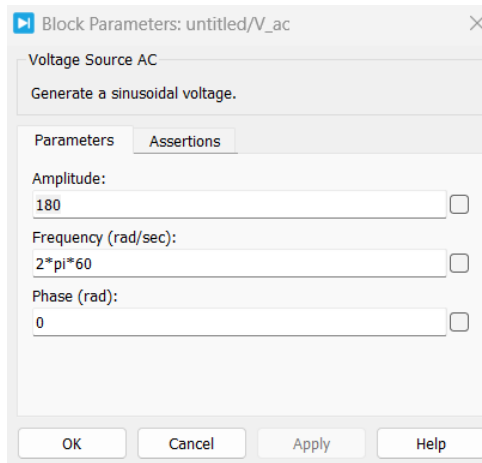 Block Parameters: untitled/V_ac
Voltage Source AC
Generate a sinusoidal voltage.
Parameters Assertions
Amplitude:
180
Frequency (rad/sec):
2*pi*60
Phase (rad):
0
OK Cancel Apply Help